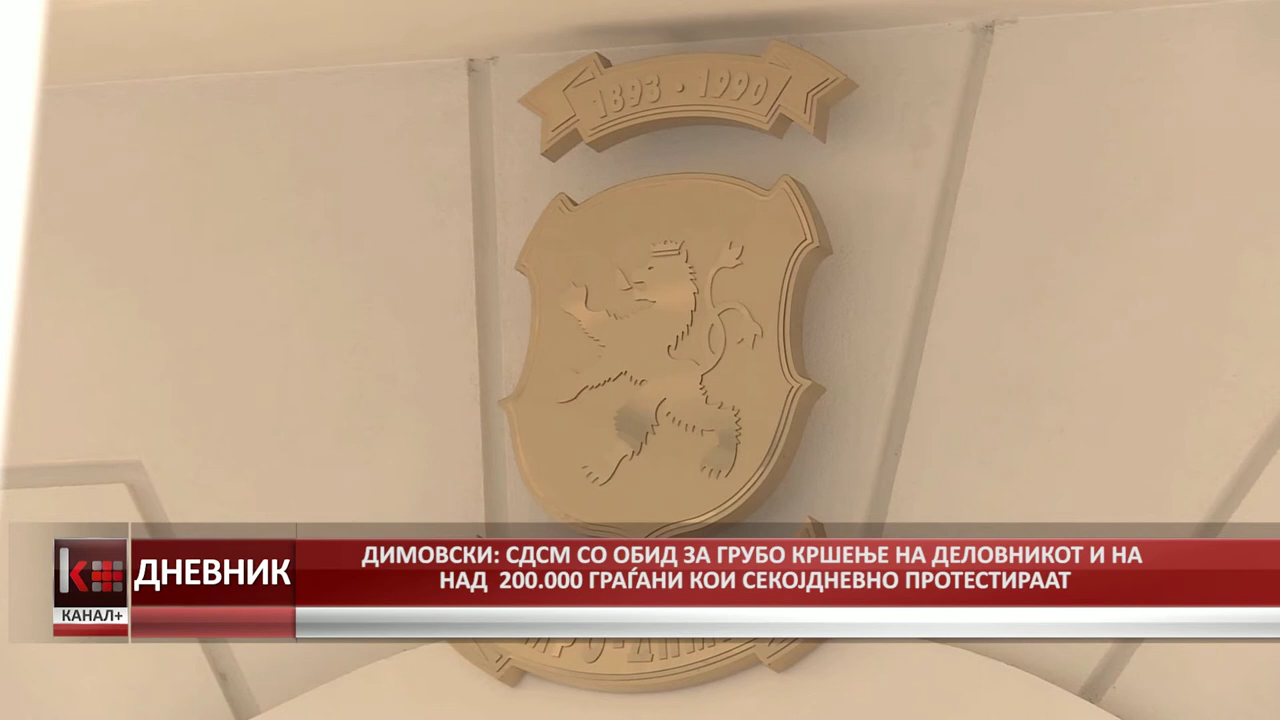 1893 • 1990
ДИМОВСКИ: СДСМ СО ОБИД ЗА ГРУБО КРШЕЊЕ НА ДЕЛОВНИКОТ И НА
НАД 200.000 ГРАЃАНИ КОИ СЕКОЈДНЕВНО ПРОТЕСТИРААТ
ДНЕВНИК
K
КАНАЛ+